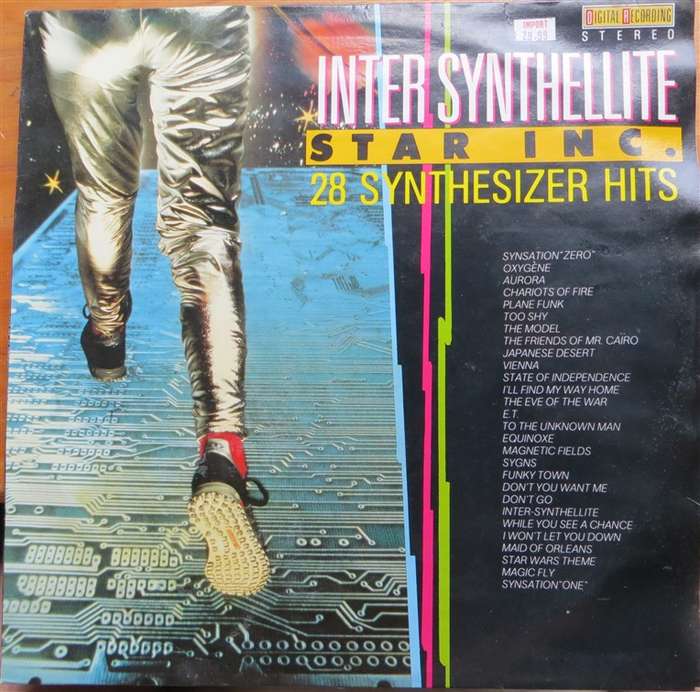 IMPORT
29.99
DIGITAL RECORDING
STEREO
INTER SYNTHELLITE
STAR INC.
28 SYNTHESIZER HITS
SYNSATION "ZERO"
OXYGÈNE
AURORA
CHARIOTS OF FIRE
PLANE FUNK
TOO SHY
THE MODEL
THE FRIENDS OF MR. CAÏRO
JAPANESE DESERT
VIENNA
STATE OF INDEPENDENCE
I'LL FIND MY WAY HOME
THE EVE OF THE WAR
E.T.
TO THE UNKNOWN MAN
EQUINOXE
MAGNETIC FIELDS
SYGNS
FUNKY TOWN
DON'T YOU WANT ME
DON'T GO
INTER-SYNTHELLITE
WHILE YOU SEE A CHANCE
I WON'T LET YOU DOWN
MAID OF ORLEANS
STAR WARS THEME
MAGIC FLY
SYNSATION "ONE"